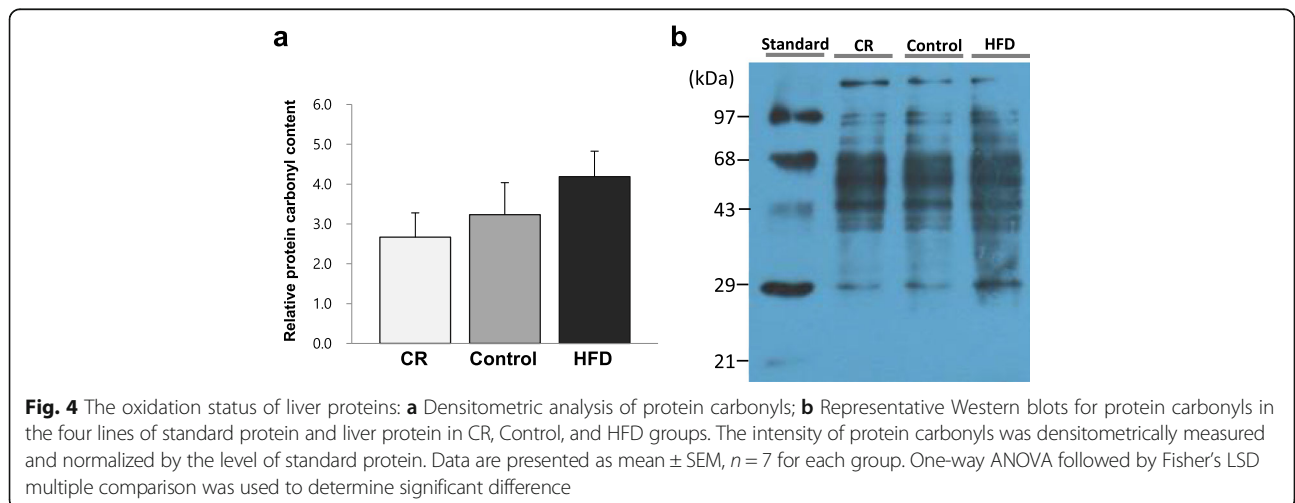 a
Relative protein carbonyl content
6.0
5.0
4.0
3.0
2.0
1.0
0.0
CR Control HFD
b
Standard CR Control HFD
(kDa)
97
68
43
29
21
Fig. 4 The oxidation status of liver proteins: a Densitometric analysis of protein carbonyls; b Representative Western blots for protein carbonyls in
the four lines of standard protein and liver protein in CR, Control, and HFD groups. The intensity of protein carbonyls was densitometrically measured
and normalized by the level of standard protein. Data are presented as mean ± SEM, n = 7 for each group. One-way ANOVA followed by Fisher’s LSD
multiple comparison was used to determine significant difference